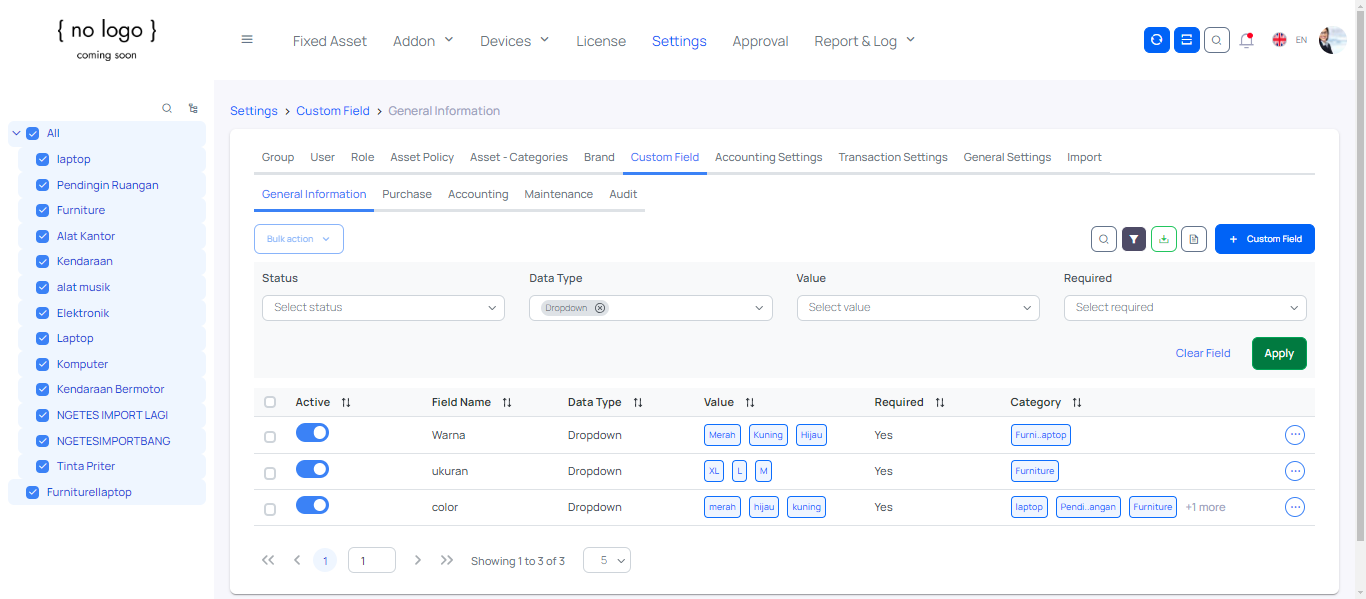 { no logo }
coming soon
Fixed Asset Addon Devices License Settings Approval Report & Log EN
All
laptop
Pendingin Ruangan
Furniture
Alat Kantor
Kendaraan
alat musik
Elektronik
Laptop
Komputer
Kendaraan Bermotor
NGETES IMPORT LAGI
NGETESIMPORTBANG
Tinta Priter
Furniturellaptop
Settings > Custom Field > General Information
Group User Role Asset Policy Asset - Categories Brand Custom Field Accounting Settings Transaction Settings General Settings Import
General Information Purchase Accounting Maintenance Audit
Bulk action + Custom Field
Status Data Type Value Required
Select status Dropdown Select value Select required
Clear Field Apply
Active Field Name Data Type Value Required Category
Warna Dropdown Merah Kuning Hijau Yes Furni..aptop
ukuran Dropdown XL L M Yes Furniture
color Dropdown merah hijau kuning Yes laptop Pendi..angan Furniture +1 more
1 1 Showing 1 to 3 of 3 5